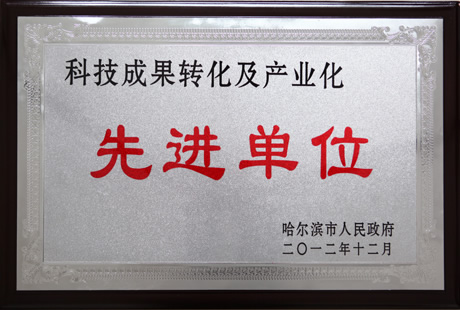 科技成果转化及产业化
先进单位
哈尔滨市人民政府
二〇一二年十二月